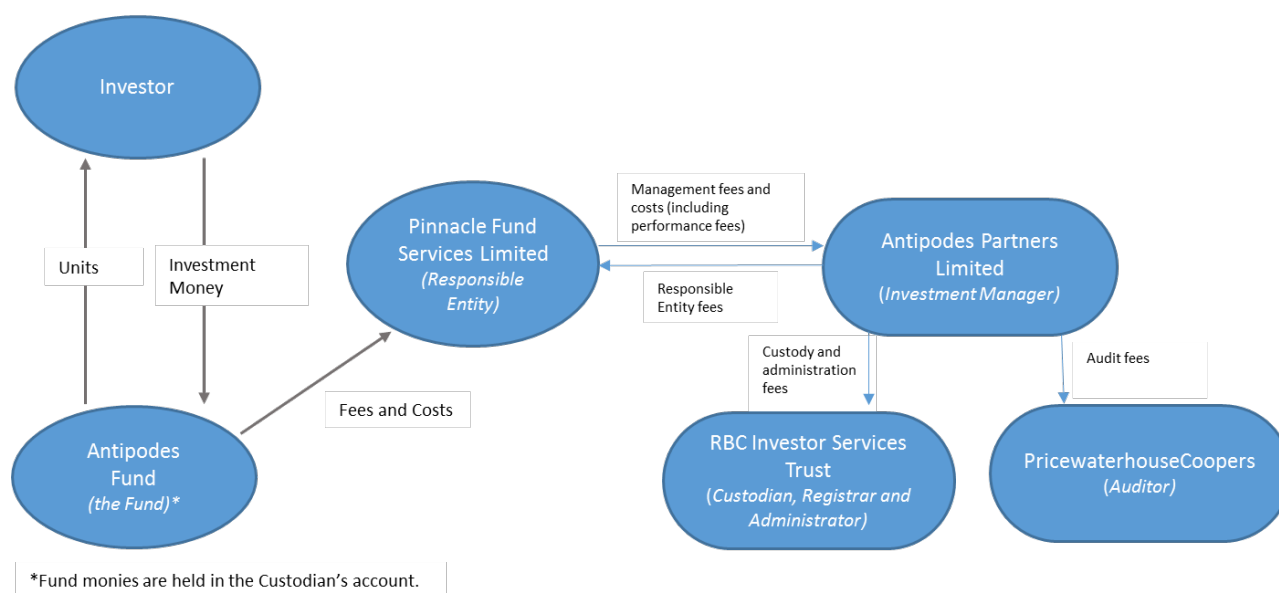 Investor
Units
Investment
Money
Antipodes
Fund
(the Fund)*
Fees and Costs
Pinnacle Fund
Services Limited
(Responsible
Entity)
Management fees and
costs (including
performance fees)
Responsible
Entity fees
Antipodes Partners
Limited
(Investment Manager)
Custody and
administration
fees
Audit fees
RBC Investor Services
Trust
(Custodian, Registrar and
Administrator)
PricewaterhouseCoopers
(Auditor)
*Fund monies are held in the Custodian’s account.